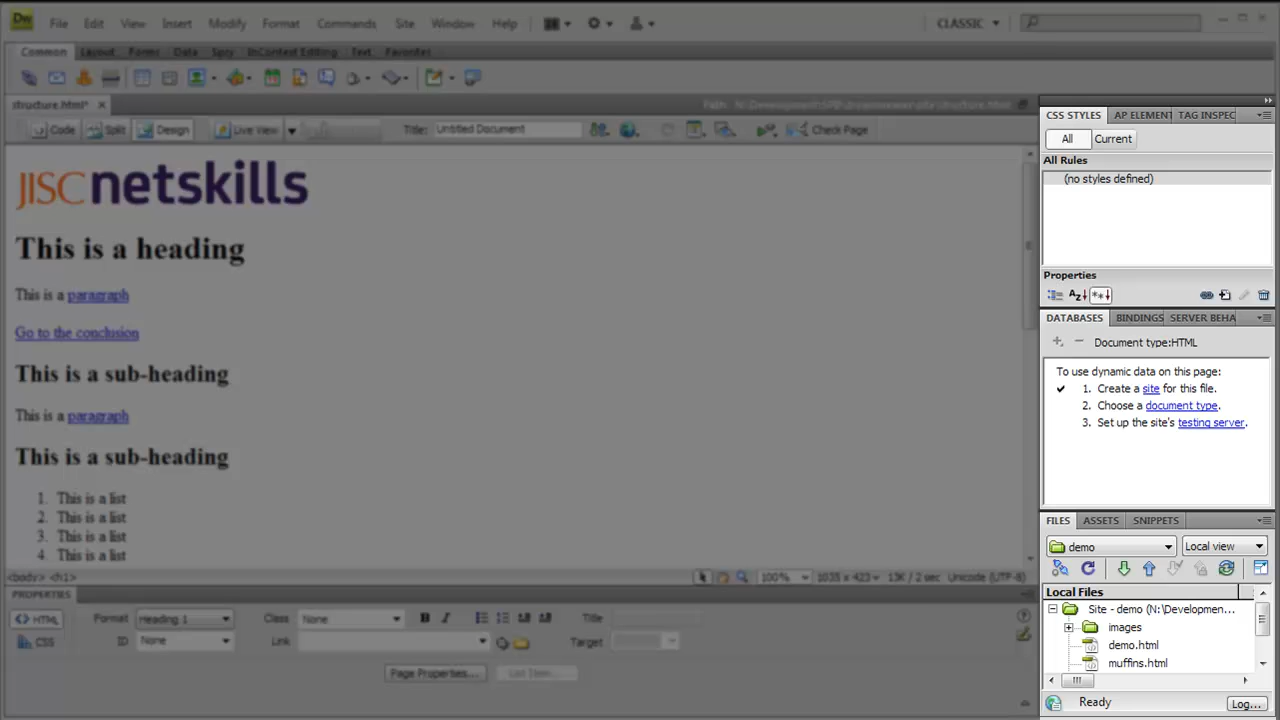 Dw File Edit View Insert Modify Format Commands Site Window Help CLASSIC
Common Layout Forms Data Spry InContext Editing Text Favorites
structure.html* x
Code Split Design Live View Title: Untitled Document Check Page
JISC netskills
This is a heading
This is a paragraph
Go to the conclusion
This is a sub-heading
This is a paragraph
This is a sub-heading
1. This is a list
2. This is a list
3. This is a list
4. This is a list
<body> <h1> 100% 1035 x 423 13K / 2 sec Unicode (UTF-8)
PROPERTIES
<> HTML Format Heading 1 Class None B I Title
CSS ID None Link Target
Page Properties... List Item...
CSS STYLES AP ELEMENT TAG INSPEC
All Current
All Rules
(no styles defined)
Properties
DATABASES BINDINGS SERVER BEHA
Document type:HTML
To use dynamic data on this page:
1. Create a site for this file.
2. Choose a document type.
3. Set up the site's testing server.
FILES ASSETS SNIPPETS
demo Local view
Local Files
Site - demo (N:\Developmen...
images
demo.html
muffins.html
Ready Log...